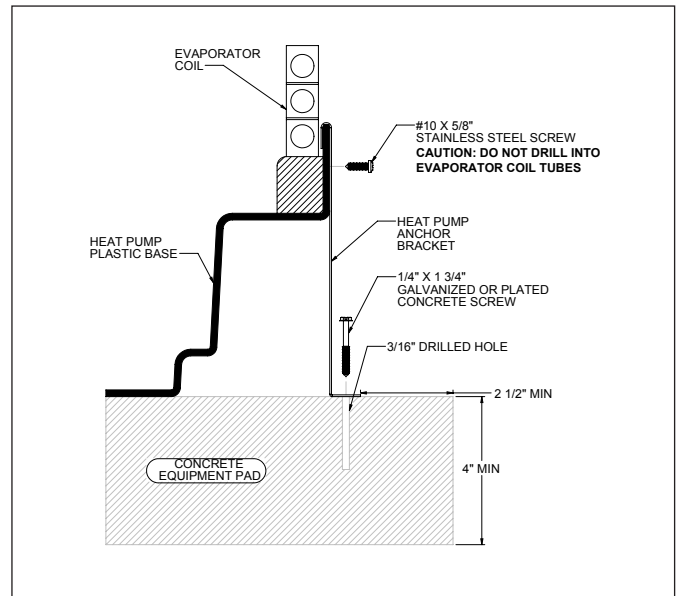 EVAPORATOR
COIL
#10 X 5/8"
STAINLESS STEEL SCREW
CAUTION: DO NOT DRILL INTO
EVAPORATOR COIL TUBES
HEAT PUMP
PLASTIC BASE
HEAT PUMP
ANCHOR
BRACKET
1/4" X 1 3/4"
GALVANIZED OR PLATED
CONCRETE SCREW
3/16" DRILLED HOLE
2 1/2" MIN
4" MIN
CONCRETE
EQUIPMENT PAD